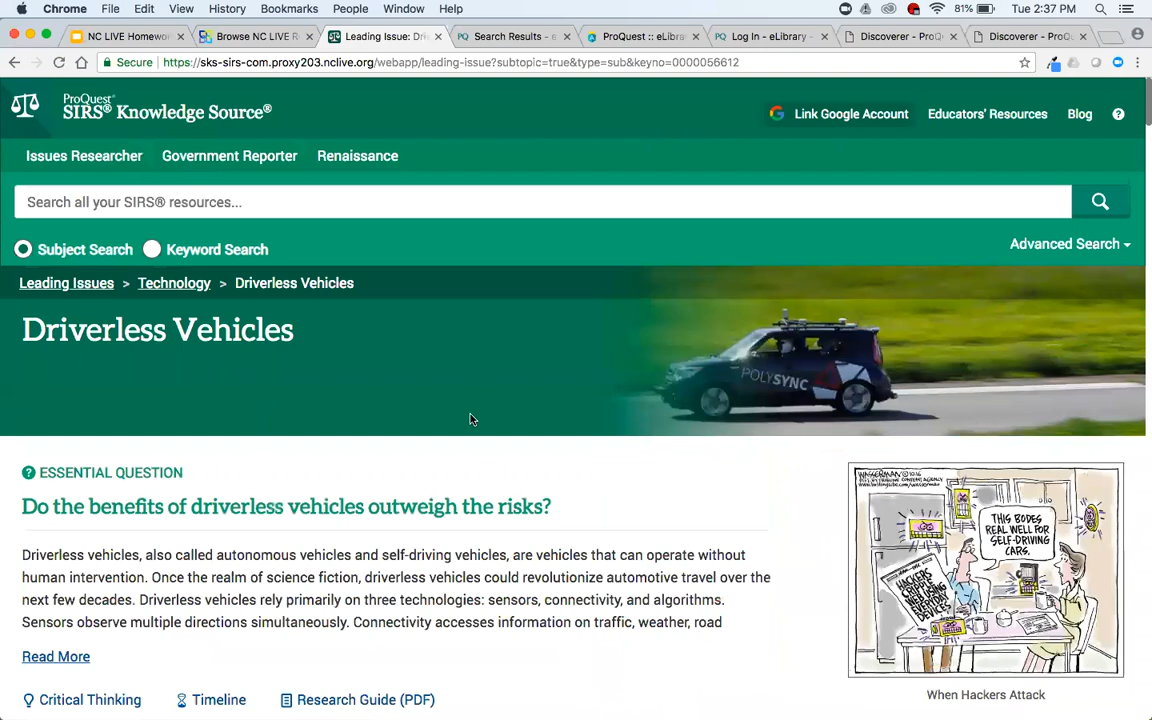 Chrome File Edit View History Bookmarks People Window Help 81% Tue 2:37 PM
NC LIVE Homew
Browse NC LIVE R
Leading Issue: Dri
Search Results - e
ProQuest :: eLibra
Log In - eLibrary -
Discoverer - ProQ
Discoverer - ProQu
Secure https://sks-sirs-com.proxy203.nclive.org/webapp/leading-issue?subtopic=true&type=sub&keyno=0000056612
ProQuest
SIRS® Knowledge Source®
Link Google Account Educators' Resources Blog ?
Issues Researcher Government Reporter Renaissance
Search all your SIRS® resources...
Subject Search Keyword Search
Advanced Search
Leading Issues > Technology > Driverless Vehicles
Driverless Vehicles
POLYSYNC
? ESSENTIAL QUESTION
Do the benefits of driverless vehicles outweigh the risks?
Driverless vehicles, also called autonomous vehicles and self-driving vehicles, are vehicles that can operate without
human intervention. Once the realm of science fiction, driverless vehicles could revolutionize automotive travel over the
next few decades. Driverless vehicles rely primarily on three technologies: sensors, connectivity, and algorithms.
Sensors observe multiple directions simultaneously. Connectivity accesses information on traffic, weather, road
Read More
Critical Thinking Timeline Research Guide (PDF)
WASSERMAN
THIS BODES
REAL WELL FOR
SELF-DRIVING
CARS.
HACKERS
CRIPPLE
WEB USING
EVERYDAY
DEVICES
When Hackers Attack